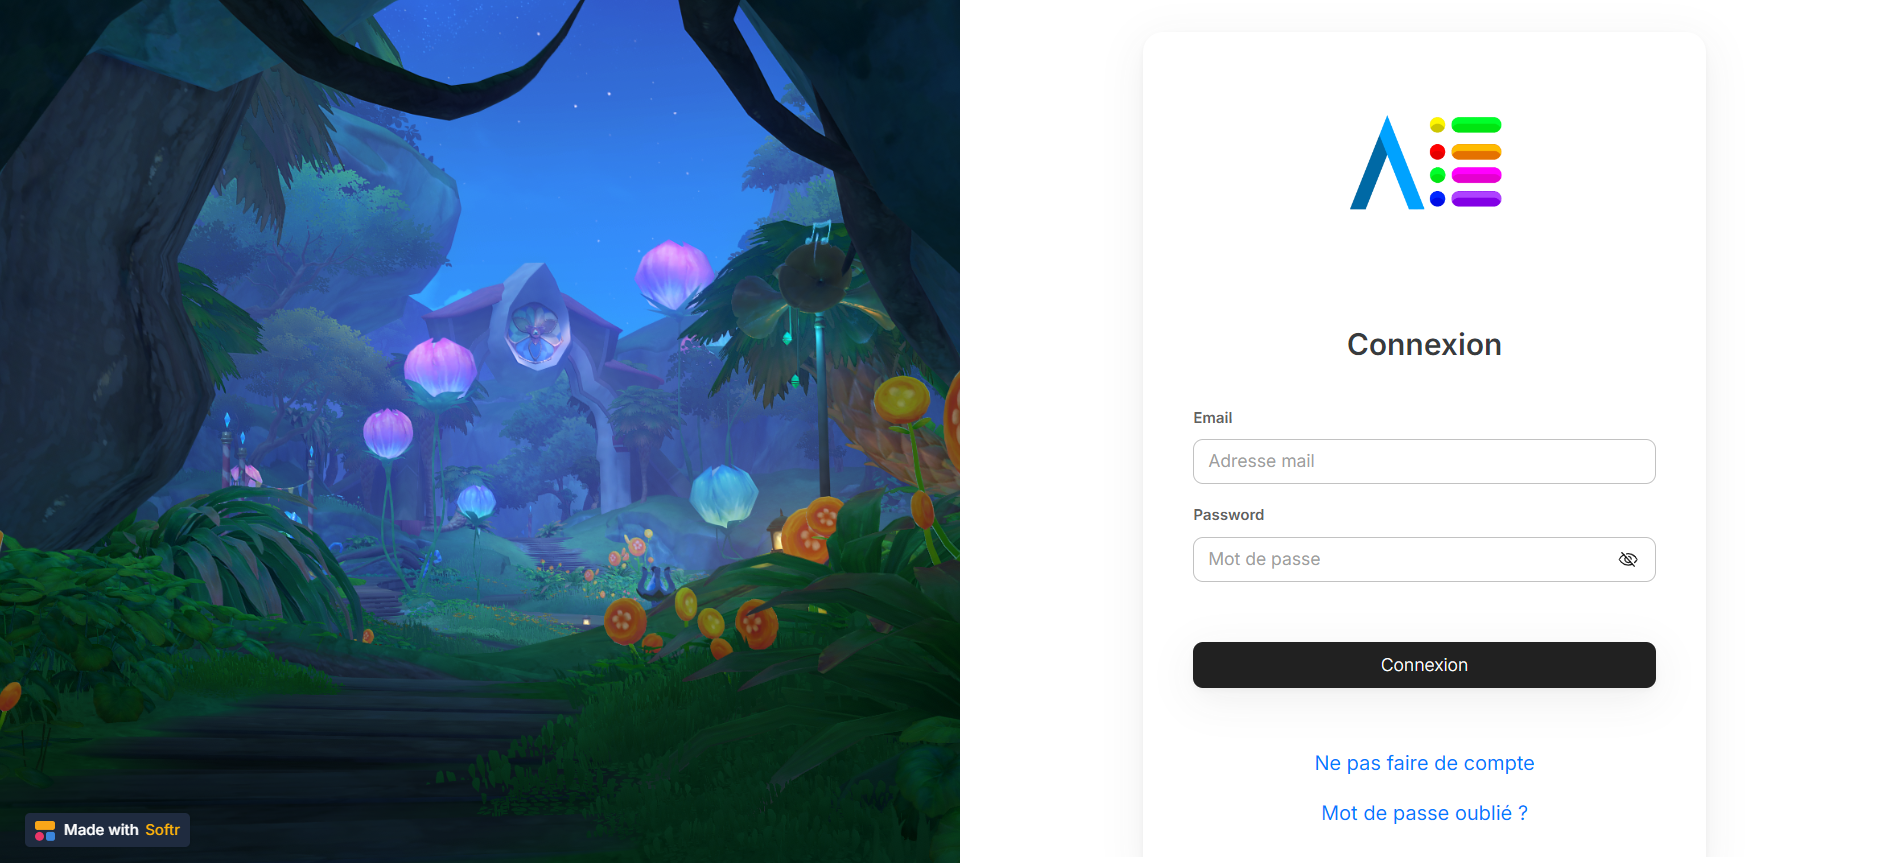 Made with Softr
Connexion
Email
Adresse mail
Password
Mot de passe
Connexion
Ne pas faire de compte
Mot de passe oublié ?